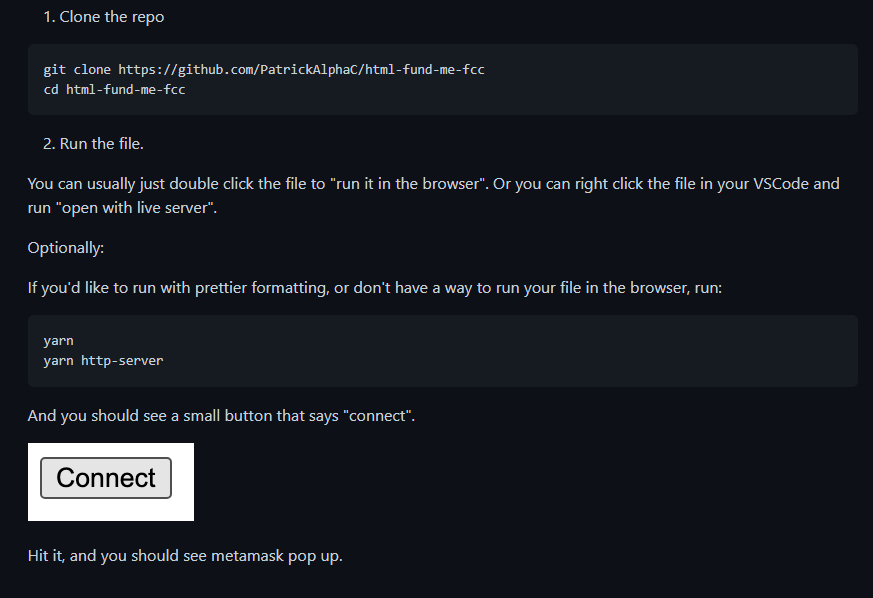 1. Clone the repo
git clone https://github.com/PatrickAlphaC/html-fund-me-fcc
cd html-fund-me-fcc
2. Run the file.
You can usually just double click the file to "run it in the browser". Or you can right click the file in your VSCode and
run "open with live server".
Optionally:
If you'd like to run with prettier formatting, or don't have a way to run your file in the browser, run:
yarn
yarn http-server
And you should see a small button that says "connect".
Connect
Hit it, and you should see metamask pop up.